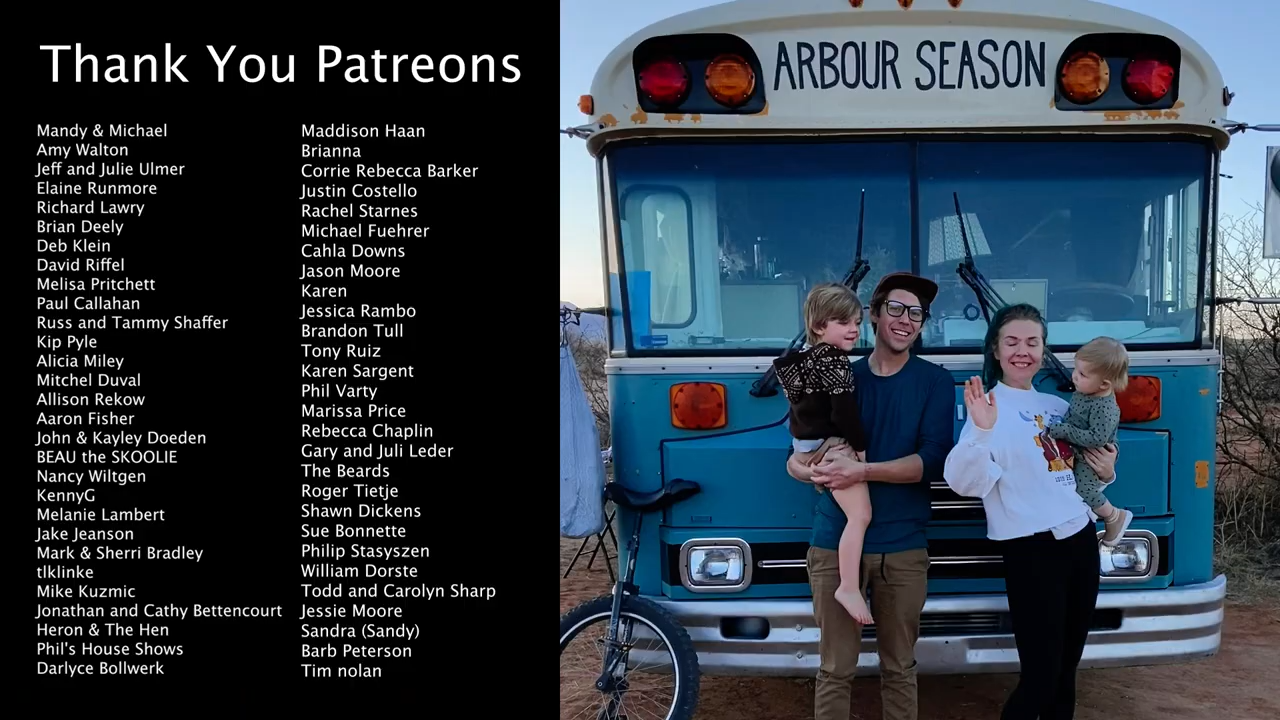 Thank You Patreons
Mandy & Michael
Amy Walton
Jeff and Julie Ulmer
Elaine Runmore
Richard Lawry
Brian Deely
Deb Klein
David Riffel
Melisa Pritchett
Paul Callahan
Russ and Tammy Shaffer
Kip Pyle
Alicia Miley
Mitchel Duval
Allison Rekow
Aaron Fisher
John & Kayley Doeden
BEAU the SKOOLIE
Nancy Wiltgen
KennyG
Melanie Lambert
Jake Jeanson
Mark & Sherri Bradley
tlklinke
Mike Kuzmic
Jonathan and Cathy Bettencourt
Heron & The Hen
Phil's House Shows
Darlyce Bollwerk
Maddison Haan
Brianna
Corrie Rebecca Barker
Justin Costello
Rachel Starnes
Michael Fuehrer
Cahla Downs
Jason Moore
Karen
Jessica Rambo
Brandon Tull
Tony Ruiz
Karen Sargent
Phil Varty
Marissa Price
Rebecca Chaplin
Gary and Juli Leder
The Beards
Roger Tietje
Shawn Dickens
Sue Bonnette
Philip Stasyszen
William Dorste
Todd and Carolyn Sharp
Jessie Moore
Sandra (Sandy)
Barb Peterson
Tim nolan
ARBOUR SEASON